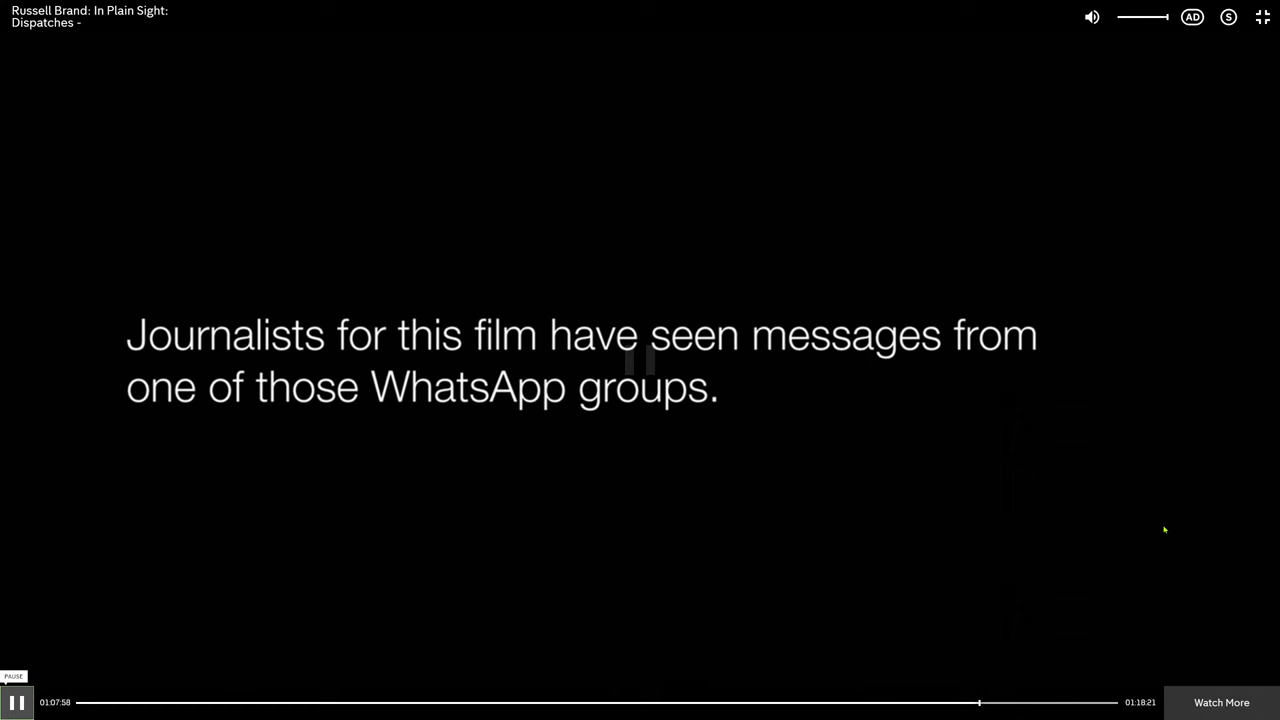 Russell Brand: In Plain Sight:
Dispatches -
AD
S
Journalists for this film have seen messages from
one of those WhatsApp groups.
PAUSE
01:07:58
01:18:21
Watch More